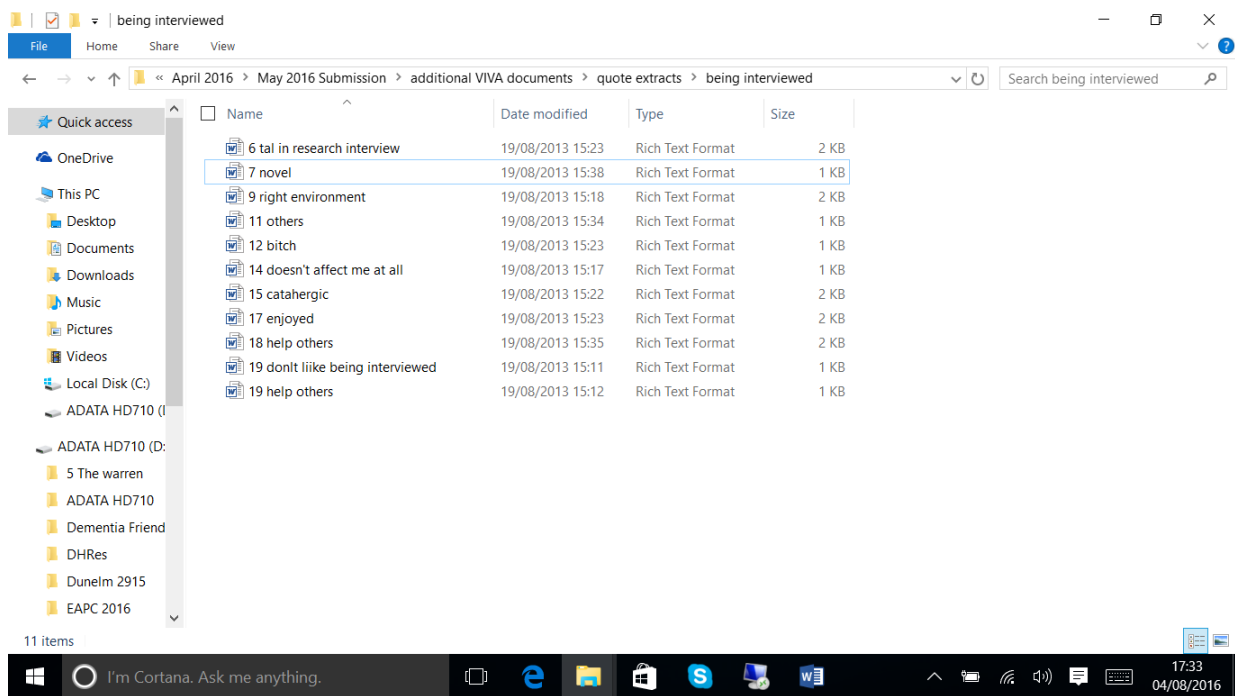 being interviewed
File Home Share View
« April 2016 > May 2016 Submission > additional VIVA documents > quote extracts > being interviewed Search being interviewed
Name Date modified Type Size
6 tal in research interview 19/08/2013 15:23 Rich Text Format 2 KB
7 novel 19/08/2013 15:38 Rich Text Format 1 KB
9 right environment 19/08/2013 15:18 Rich Text Format 2 KB
11 others 19/08/2013 15:34 Rich Text Format 1 KB
12 bitch 19/08/2013 15:23 Rich Text Format 1 KB
14 doesn't affect me at all 19/08/2013 15:17 Rich Text Format 1 KB
15 catahergic 19/08/2013 15:22 Rich Text Format 2 KB
17 enjoyed 19/08/2013 15:23 Rich Text Format 2 KB
18 help others 19/08/2013 15:35 Rich Text Format 2 KB
19 donlt liike being interviewed 19/08/2013 15:11 Rich Text Format 1 KB
19 help others 19/08/2013 15:12 Rich Text Format 1 KB
Quick access
OneDrive
This PC
Desktop
Documents
Downloads
Music
Pictures
Videos
Local Disk (C:)
ADATA HD710 (
ADATA HD710 (D:
5 The warren
ADATA HD710
Dementia Friend
DHRes
Dunelm 2915
EAPC 2016
11 items
I'm Cortana. Ask me anything.
17:33
04/08/2016